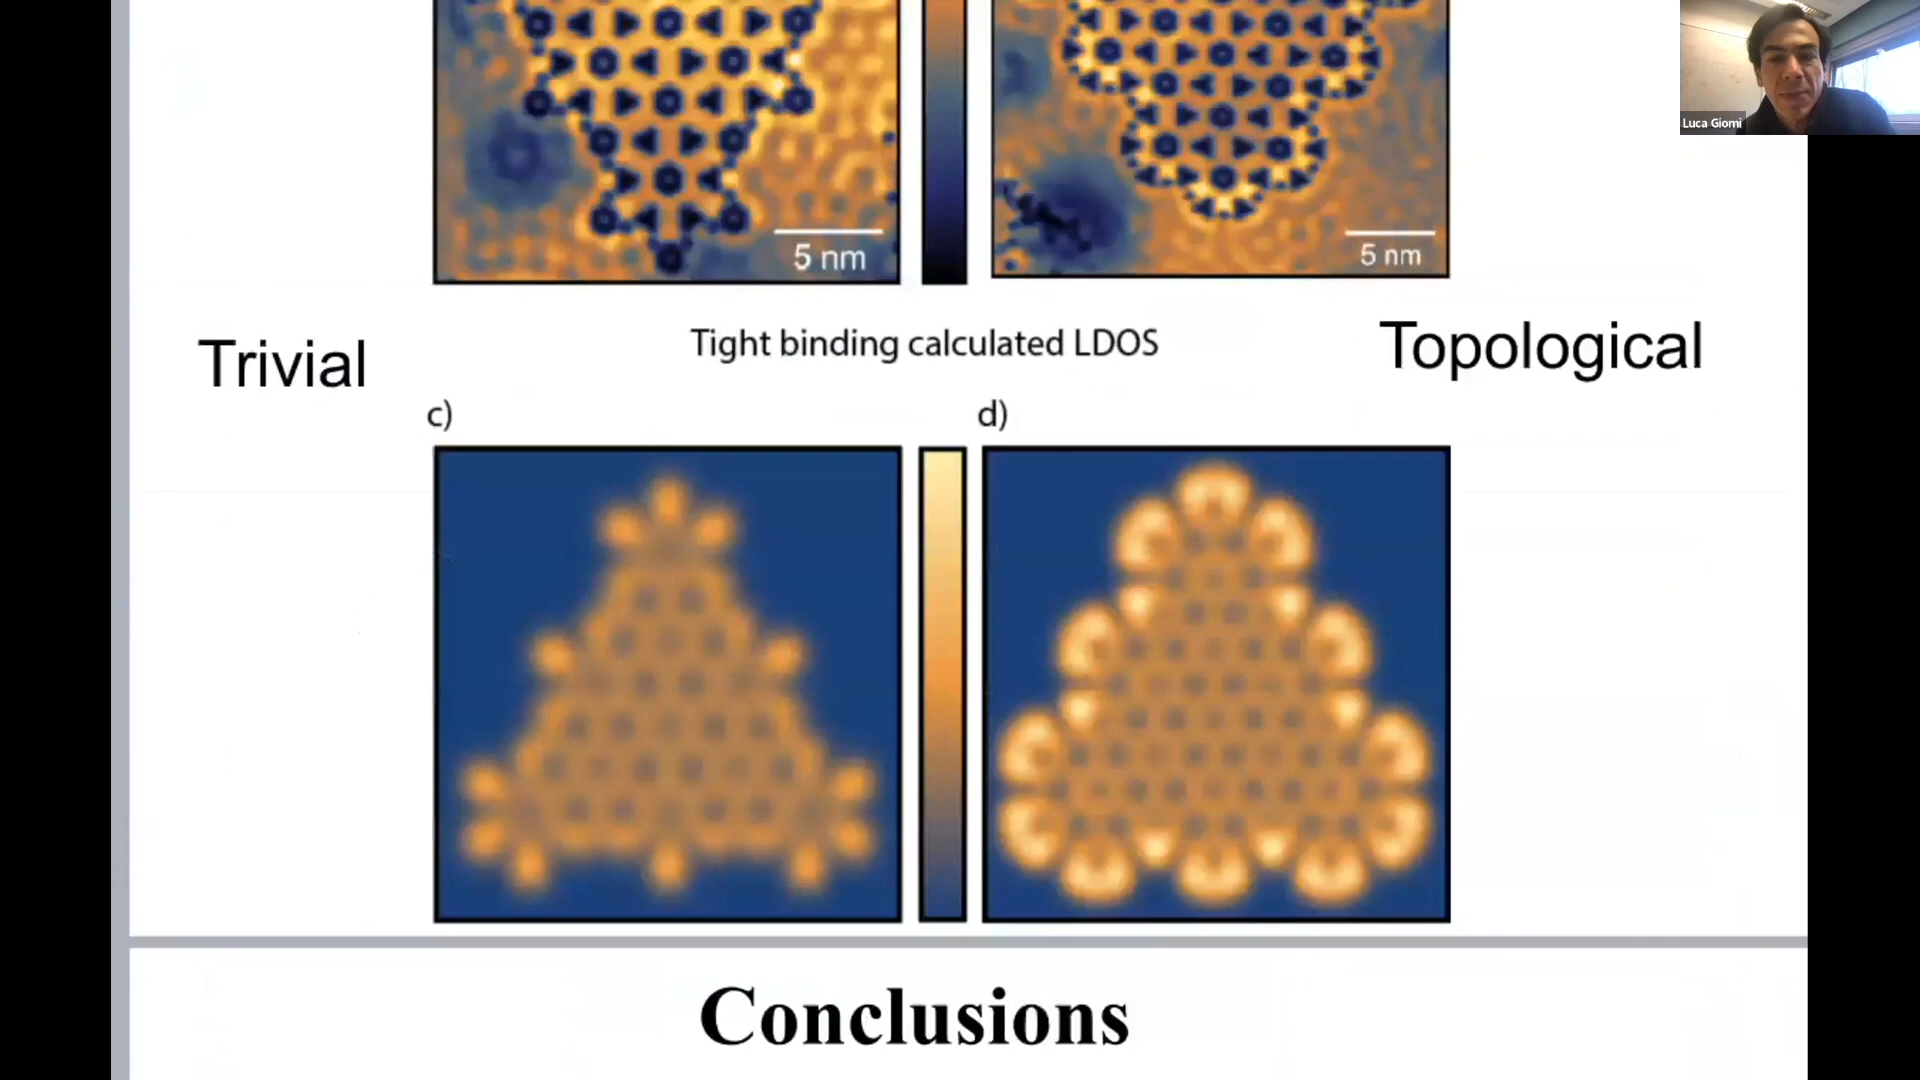 Luca Giomi
5 nm
5 nm
Trivial
Tight binding calculated LDOS
Topological
c)
d)
Conclusions